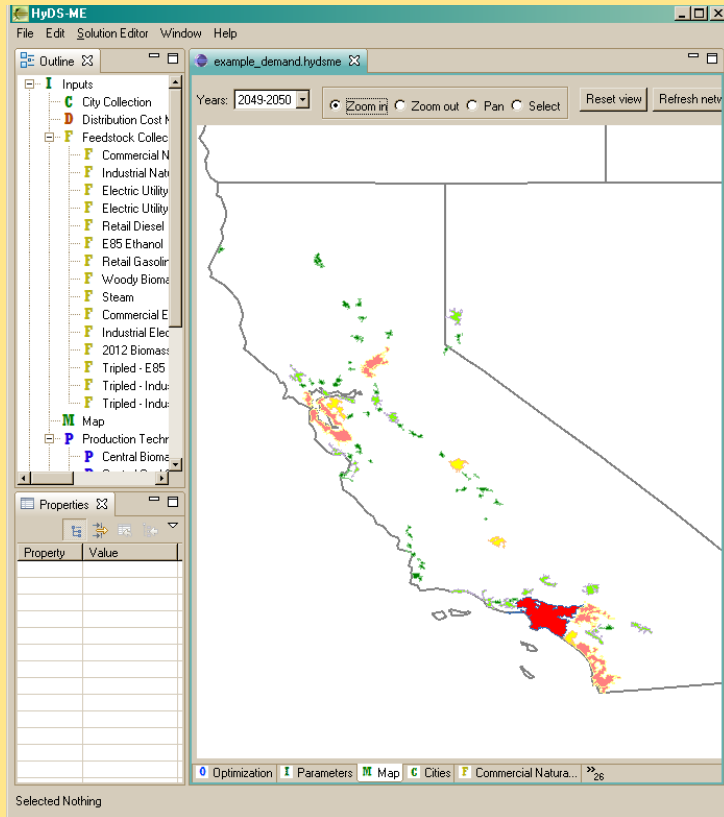 HyDS-ME
File Edit Solution Editor Window Help
Outline
example_demand.hydsme
Years: 2049-2050 Zoom in Zoom out Pan Select Reset view Refresh netw
I Inputs
C City Collection
D Distribution Cost M
F Feedstock Collec
F Commercial N
F Industrial Natu
F Electric Utility
F Electric Utility
F Retail Diesel
F E85 Ethanol
F Retail Gasolin
F Woody Bioma
F Steam
F Commercial E
F Industrial Elec
F 2012 Biomass
F Tripled - E85
F Tripled - Indus
F Tripled - Indus
M Map
P Production Techn
P Central Bioma
Properties
Property Value
O Optimization I Parameters M Map C Cities F Commercial Natura... »26
Selected Nothing